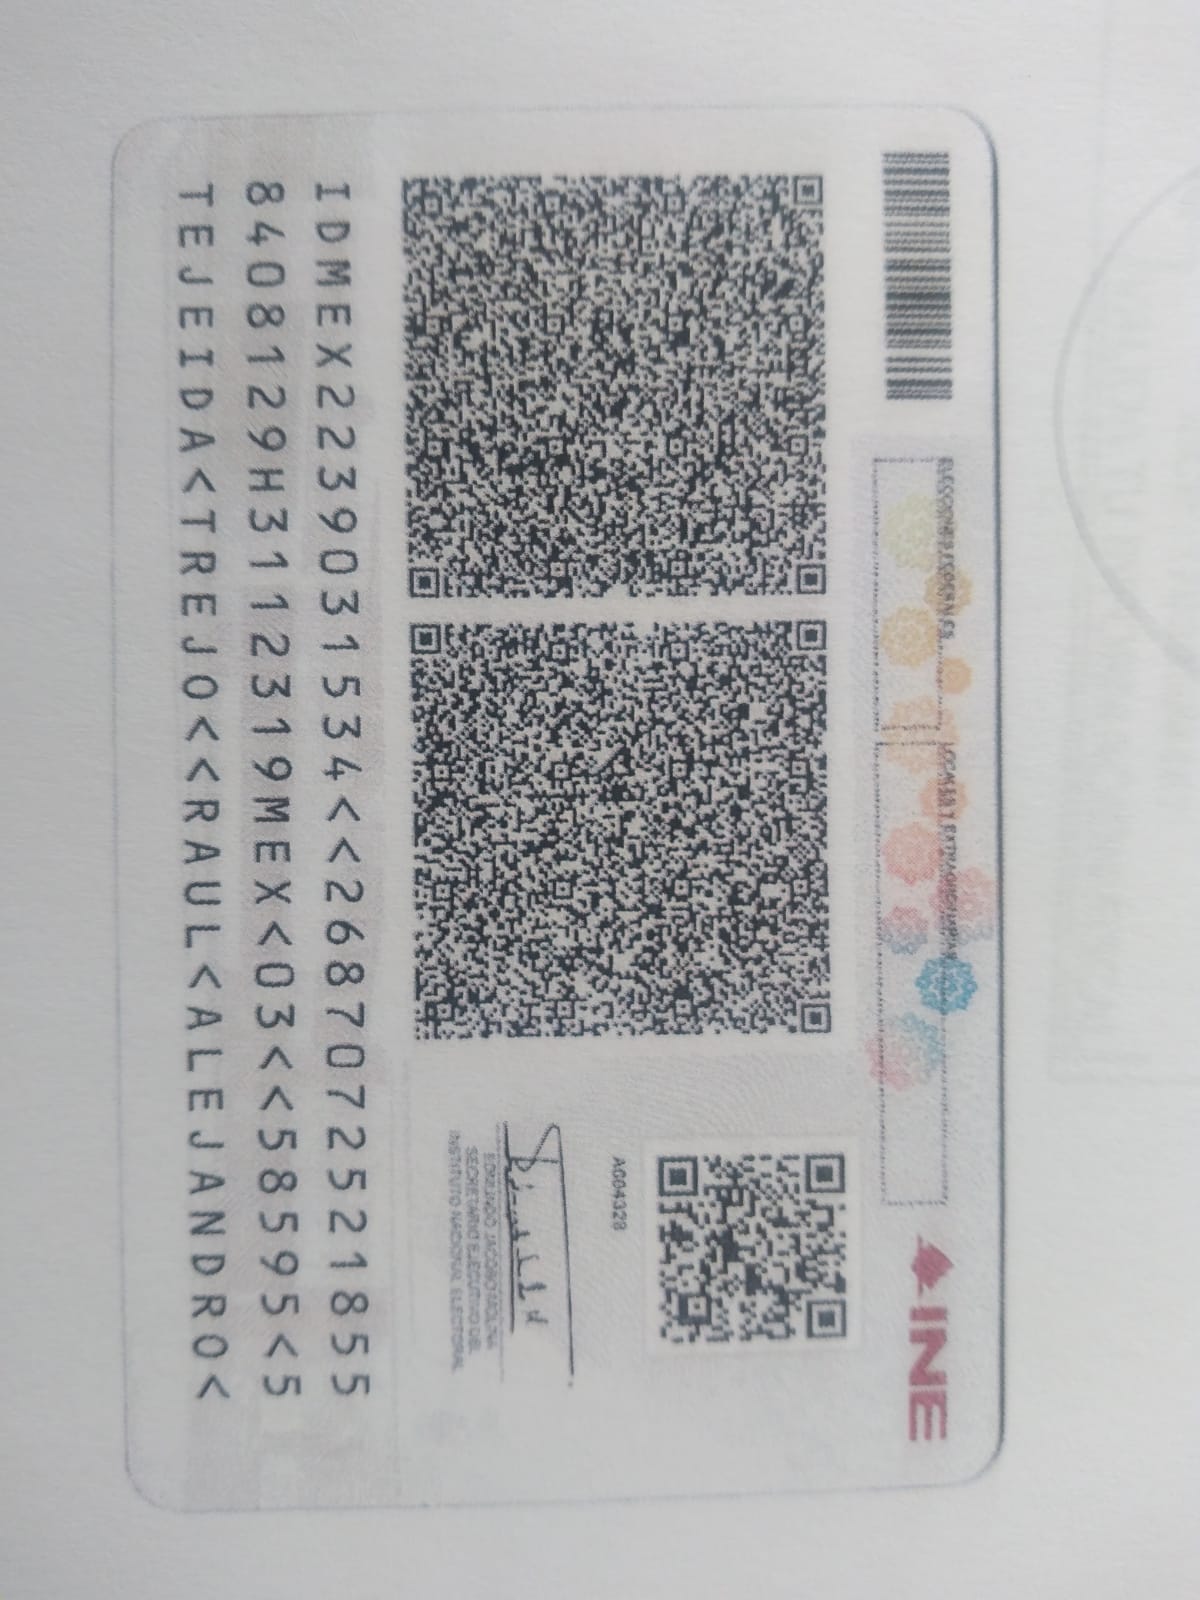 ELECCIONES FEDERALES
LOCALES Y EXTRAORDINARIAS
INE
AG04328
EDMUNDO JACOBO MOLINA
SECRETARIO EJECUTIVO DEL
INSTITUTO NACIONAL ELECTORAL
IDMEX2239031534<<2687072521855
8408129H3112319MEX<03<<58595<5
TEJEIDA<TREJO<<RAUL<ALEJANDRO<